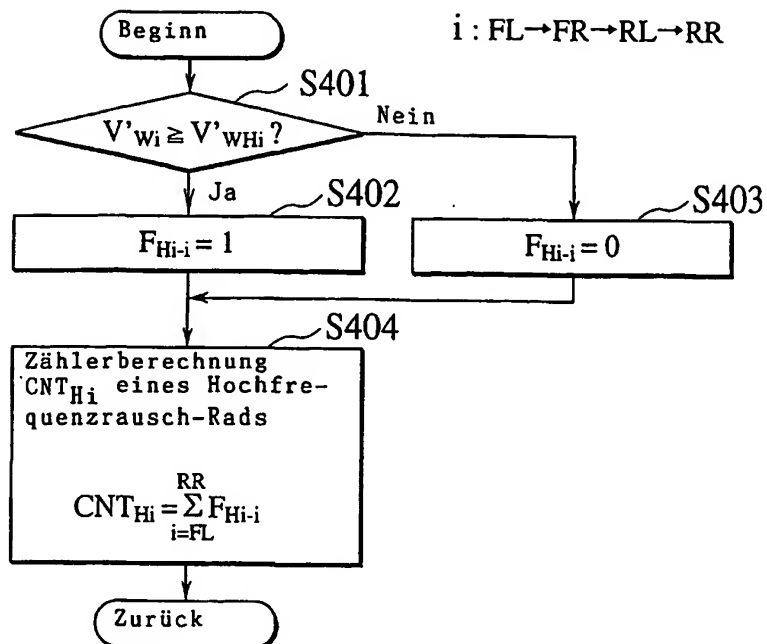 Beginn
i : FL→FR→RL→RR
S401
V'Wi ≧ V'WHi ?
Nein
Ja
S402
FHi-i = 1
S403
FHi-i = 0
S404
Zählerberechnung
CNTHi eines Hochfre-
quenzrausch-Rads
RR
CNTHi = Σ FHi-i
i=FL
Zurück